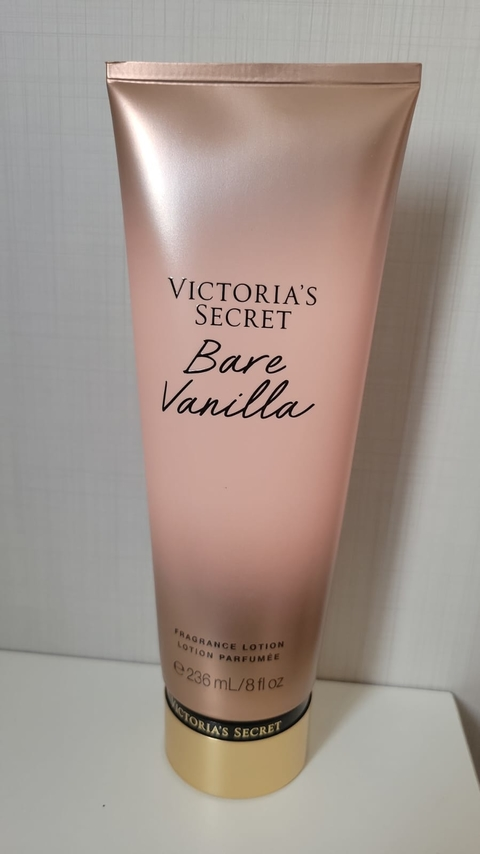 VICTORIA'S
SECRET
Bare
Vanilla
FRAGRANCE LOTION
LOTION PARFUMÉE
℮ 236 mL/8 fl oz
VICTORIA'S SECRET